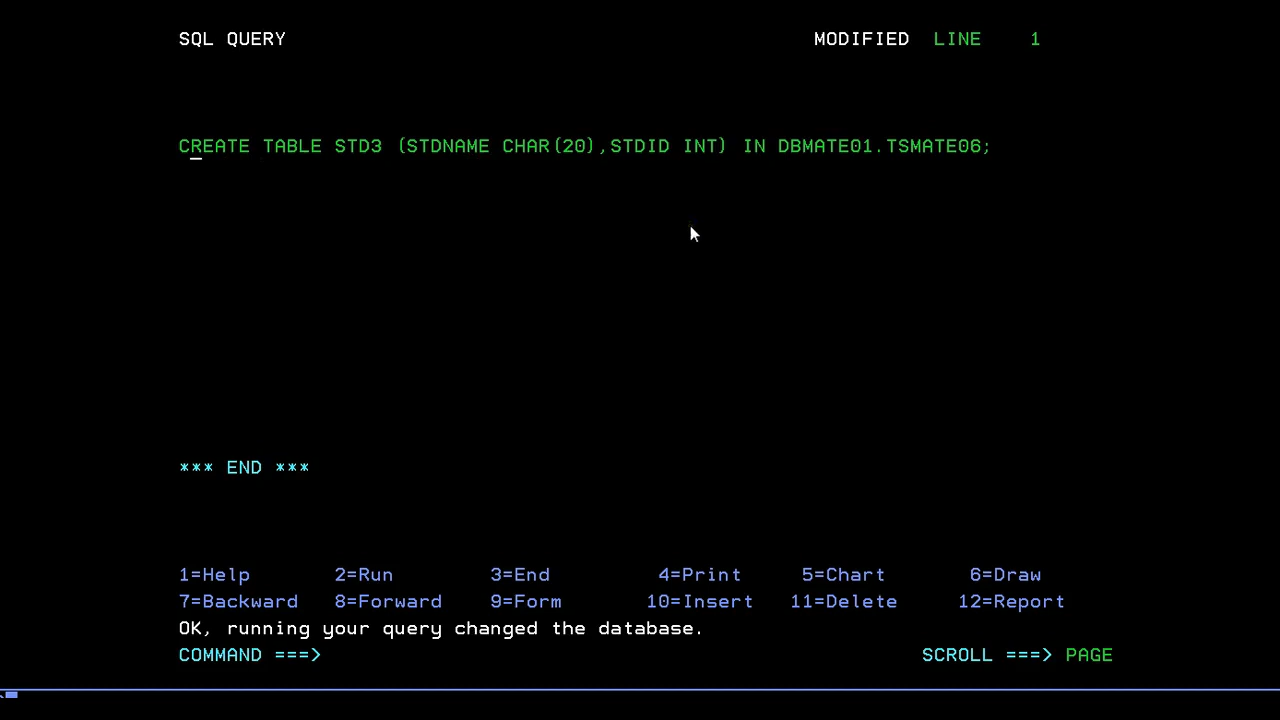 SQL QUERY MODIFIED LINE 1
CREATE TABLE STD3 (STDNAME CHAR(20),STDID INT) IN DBMATE01.TSMATE06;
*** END ***
1=Help 2=Run 3=End 4=Print 5=Chart 6=Draw
7=Backward 8=Forward 9=Form 10=Insert 11=Delete 12=Report
OK, running your query changed the database.
COMMAND ===> SCROLL ===> PAGE